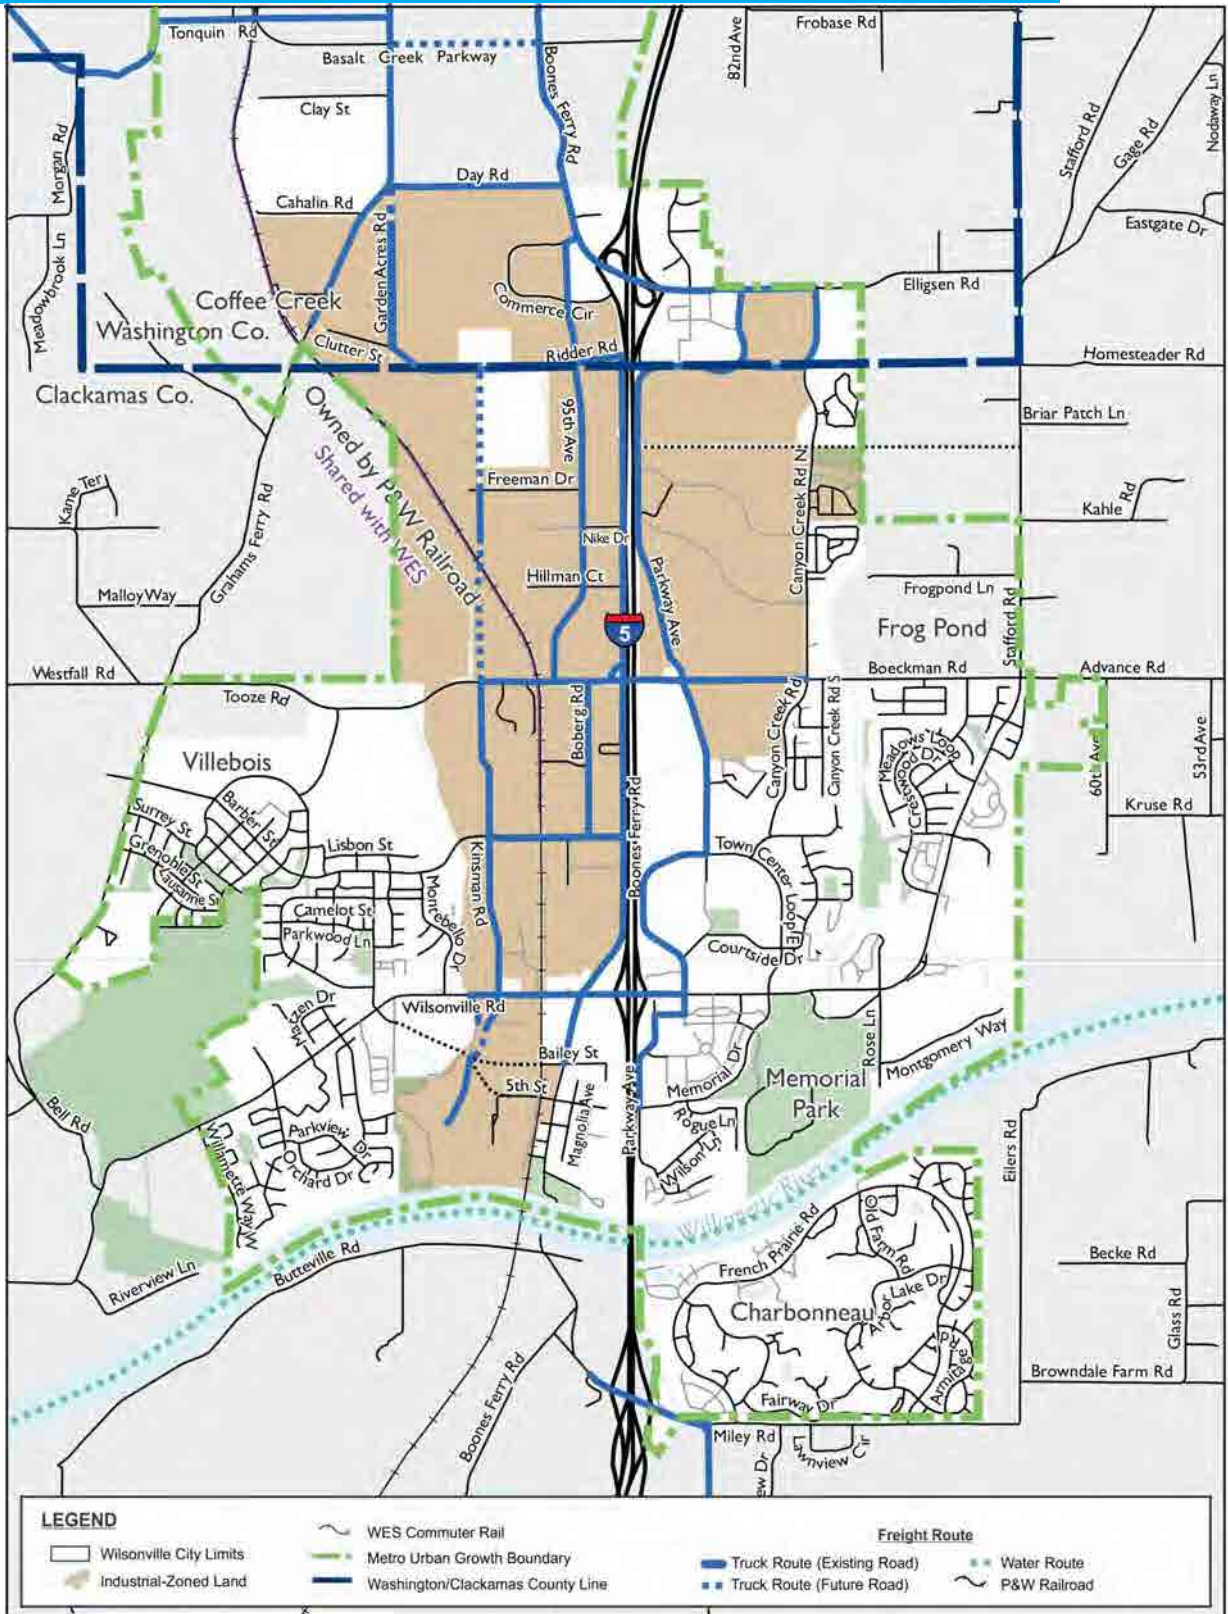 Tonquin Rd
Basalt Creek Parkway
Boones Ferry Rd
82nd Ave
Frobase Rd
Clay St
Morgan Rd
Stafford Rd
Gage Rd
Nodaway Ln
Day Rd
Cahalin Rd
Garden Acres Rd
Eastgate Dr
Meadowbrook Ln
Elligsen Rd
Coffee Creek
Commerce Cir
Washington Co.
Clutter St
Ridder Rd
Homesteader Rd
Clackamas Co.
Owned by P&W Railroad
Shared with WES
95th Ave
Briar Patch Ln
Canyon Creek Rd N
Freeman Dr
Kame Ter
Grahams Ferry Rd
Kahle Rd
Nike Dr
Hillman Ct
Parkway Ave
Malloy Way
Frogpond Ln
5
Frog Pond
Stafford Rd
Westfall Rd
Boeckman Rd
Advance Rd
Tooze Rd
Boberg Rd
Canyon Creek Rd
Canyon Creek Rd S
Meadows Loop
Crestwood Dr
60th Ave
53rd Ave
Villebois
Boones Ferry Rd
Surrey St
Barber St
Kruse Rd
Grenoble St
Lausanne St
Lisbon St
Kinsman Rd
Town Center Loop E
Montebello Dr
Camelot St
Parkwood Ln
Courtside Dr
Wilsonville Rd
Rose Ln
Montgomery Way
Bailey St
Memorial Dr
Memorial
Park
5th St
Magnolia Ave
Parkway Ave
Rogue Ln
Wilson Ln
Bell Rd
Parkview Dr
Orchard Dr
Willamette Way W
Eilers Rd
Willamette River
French Prairie Rd
Old Farm Rd
Butteville Rd
Riverview Ln
Becke Rd
Arbor Lake Dr
Charbonneau
Glass Rd
Armitage Rd
Browndale Farm Rd
Boones Ferry Rd
Fairway Dr
Miley Rd
Lawnview Cir
ew Dr
LEGEND
Wilsonville City Limits
Industrial-Zoned Land
WES Commuter Rail
Metro Urban Growth Boundary
Washington/Clackamas County Line
Freight Route
Truck Route (Existing Road)
Truck Route (Future Road)
Water Route
P&W Railroad